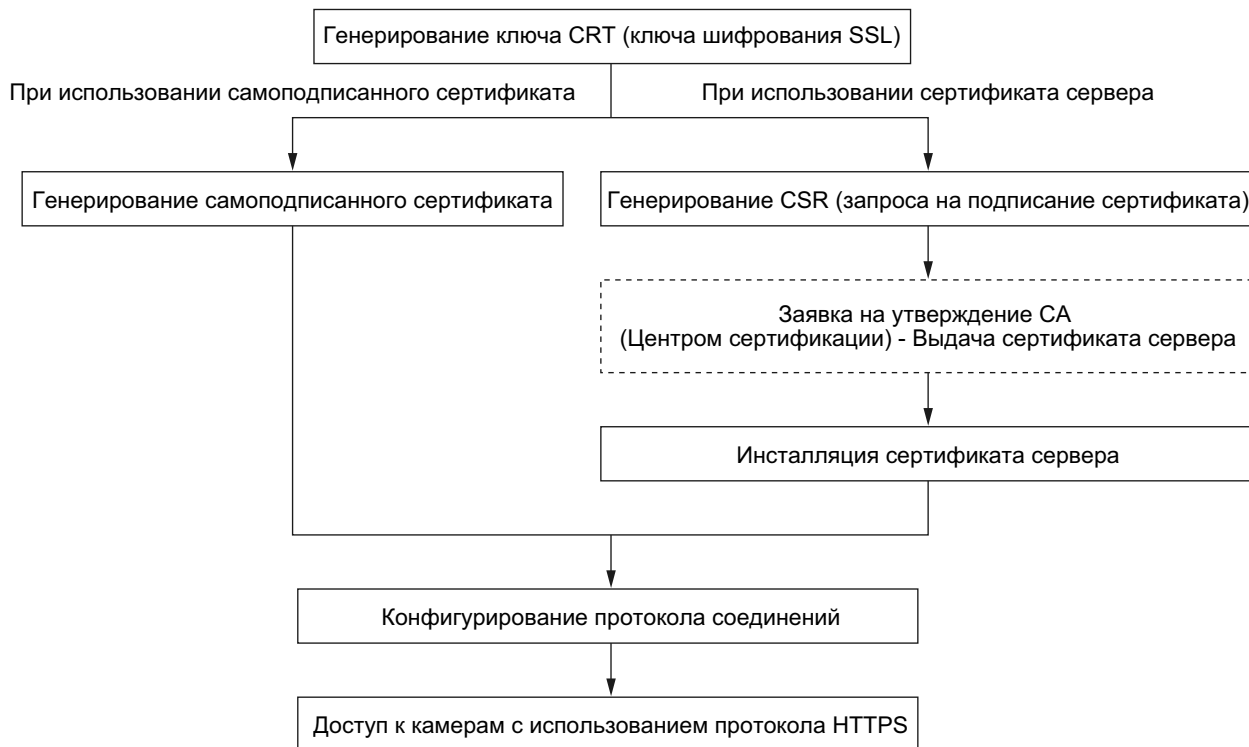 Генерирование ключа CRT (ключа шифрования SSL)
При использовании самоподписанного сертификата
При использовании сертификата сервера
Генерирование самоподписанного сертификата
Генерирование CSR (запроса на подписание сертификата)
Заявка на утверждение CA
(Центром сертификации) - Выдача сертификата сервера
Инсталляция сертификата сервера
Конфигурирование протокола соединений
Доступ к камерам с использованием протокола HTTPS